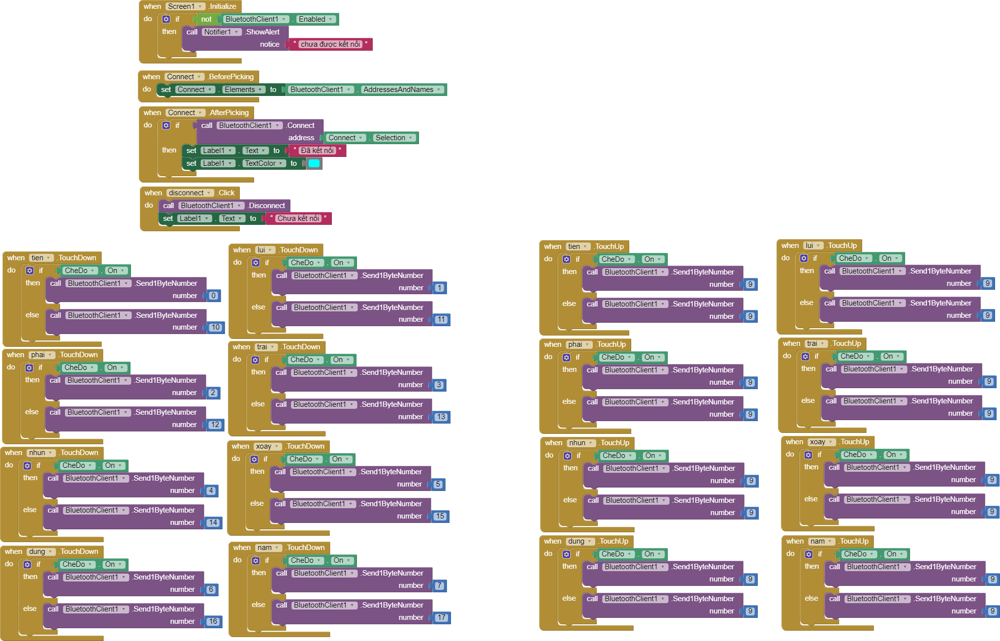 when Screen1 .Initialize
do if not BluetoothClient1 . Enabled
then call Notifier1 .ShowAlert
notice “ chưa được kết nối ”
when Connect .BeforePicking
do set Connect . Elements to BluetoothClient1 . AddressesAndNames
when Connect .AfterPicking
do if call BluetoothClient1 .Connect
address Connect . Selection
then set Label1 . Text to “ Đã kết nối ”
set Label1 . TextColor to
when disconnect .Click
do call BluetoothClient1 .Disconnect
set Label1 . Text to “ Chưa kết nối ”
when tien .TouchDown
do if CheDo . On
then call BluetoothClient1 .Send1ByteNumber
number 0
else call BluetoothClient1 .Send1ByteNumber
number 10
when lui .TouchDown
do if CheDo . On
then call BluetoothClient1 .Send1ByteNumber
number 1
else call BluetoothClient1 .Send1ByteNumber
number 11
when phai .TouchDown
do if CheDo . On
then call BluetoothClient1 .Send1ByteNumber
number 2
else call BluetoothClient1 .Send1ByteNumber
number 12
when trai .TouchDown
do if CheDo . On
then call BluetoothClient1 .Send1ByteNumber
number 3
else call BluetoothClient1 .Send1ByteNumber
number 13
when nhun .TouchDown
do if CheDo . On
then call BluetoothClient1 .Send1ByteNumber
number 4
else call BluetoothClient1 .Send1ByteNumber
number 14
when xoay .TouchDown
do if CheDo . On
then call BluetoothClient1 .Send1ByteNumber
number 5
else call BluetoothClient1 .Send1ByteNumber
number 15
when dung .TouchDown
do if CheDo . On
then call BluetoothClient1 .Send1ByteNumber
number 6
else call BluetoothClient1 .Send1ByteNumber
number 16
when nam .TouchDown
do if CheDo . On
then call BluetoothClient1 .Send1ByteNumber
number 7
else call BluetoothClient1 .Send1ByteNumber
number 17
when tien .TouchUp
do if CheDo . On
then call BluetoothClient1 .Send1ByteNumber
number 9
else call BluetoothClient1 .Send1ByteNumber
number 9
when lui .TouchUp
do if CheDo . On
then call BluetoothClient1 .Send1ByteNumber
number 9
else call BluetoothClient1 .Send1ByteNumber
number 9
when phai .TouchUp
do if CheDo . On
then call BluetoothClient1 .Send1ByteNumber
number 9
else call BluetoothClient1 .Send1ByteNumber
number 9
when trai .TouchUp
do if CheDo . On
then call BluetoothClient1 .Send1ByteNumber
number 9
else call BluetoothClient1 .Send1ByteNumber
number 9
when nhun .TouchUp
do if CheDo . On
then call BluetoothClient1 .Send1ByteNumber
number 9
else call BluetoothClient1 .Send1ByteNumber
number 9
when xoay .TouchUp
do if CheDo . On
then call BluetoothClient1 .Send1ByteNumber
number 9
else call BluetoothClient1 .Send1ByteNumber
number 9
when dung .TouchUp
do if CheDo . On
then call BluetoothClient1 .Send1ByteNumber
number 9
else call BluetoothClient1 .Send1ByteNumber
number 9
when nam .TouchUp
do if CheDo . On
then call BluetoothClient1 .Send1ByteNumber
number 9
else call BluetoothClient1 .Send1ByteNumber
number 9